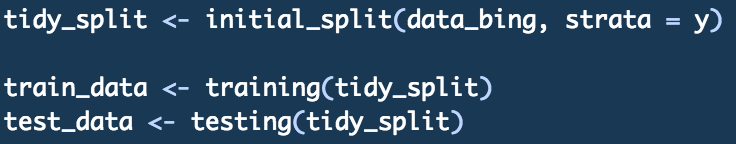 tidy_split <- initial_split(data_bing, strata = y)
train_data <- training(tidy_split)
test_data <- testing(tidy_split)